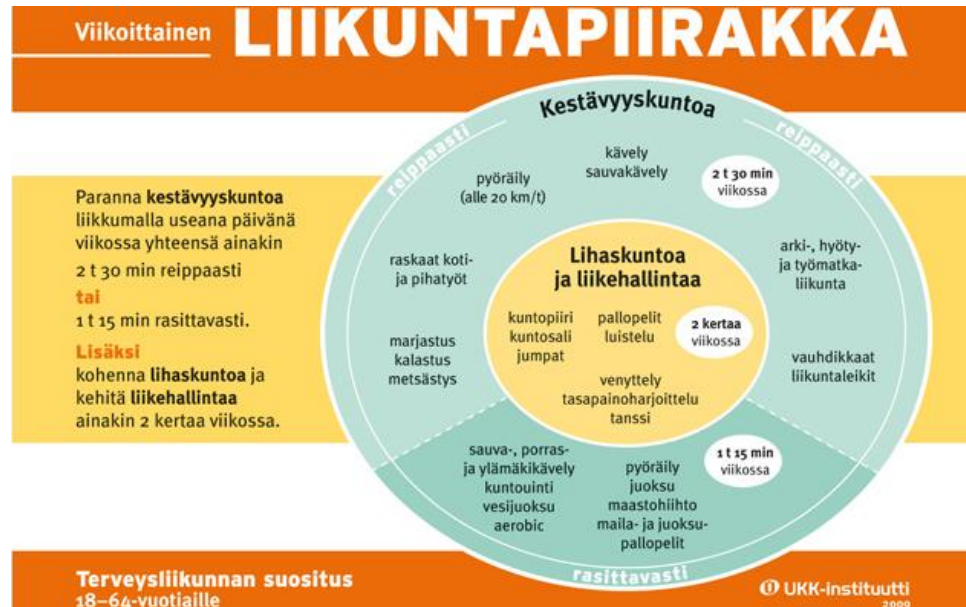 Viikoittainen LIIKUNTAPIIRAKKA
Paranna kestävyyskuntoa
liikkumalla useana päivänä
viikossa yhteensä ainakin
2 t 30 min reippaasti
tai
1 t 15 min rasittavasti.
Lisäksi
kohenna lihaskuntoa ja
kehitä liikehallintaa
ainakin 2 kertaa viikossa.
Kestävyyskuntoa
reippaasti
reippaasti
kävely
sauvakävely
2 t 30 min
viikossa
pyöräily
(alle 20 km/t)
raskaat koti-
ja pihatyöt
marjastus
kalastus
metsästys
arki-, hyöty-
ja työmatka-
liikunta
vauhdikkaat
liikuntaleikit
Lihaskuntoa
ja liikehallintaa
kuntopiiri
kuntosali
jumpat
pallopelit
luistelu
2 kertaa
viikossa
venyttely
tasapainoharjoittelu
tanssi
sauva-, porras-
ja ylämäkikävely
kuntouinti
vesijuoksu
aerobic
pyöräily
juoksu
maastohiihto
maila- ja juoksu-
pallopelit
1 t 15 min
viikossa
rasittavasti
Terveysliikunnan suositus
18–64-vuotiaille
UKK-instituutti
2009